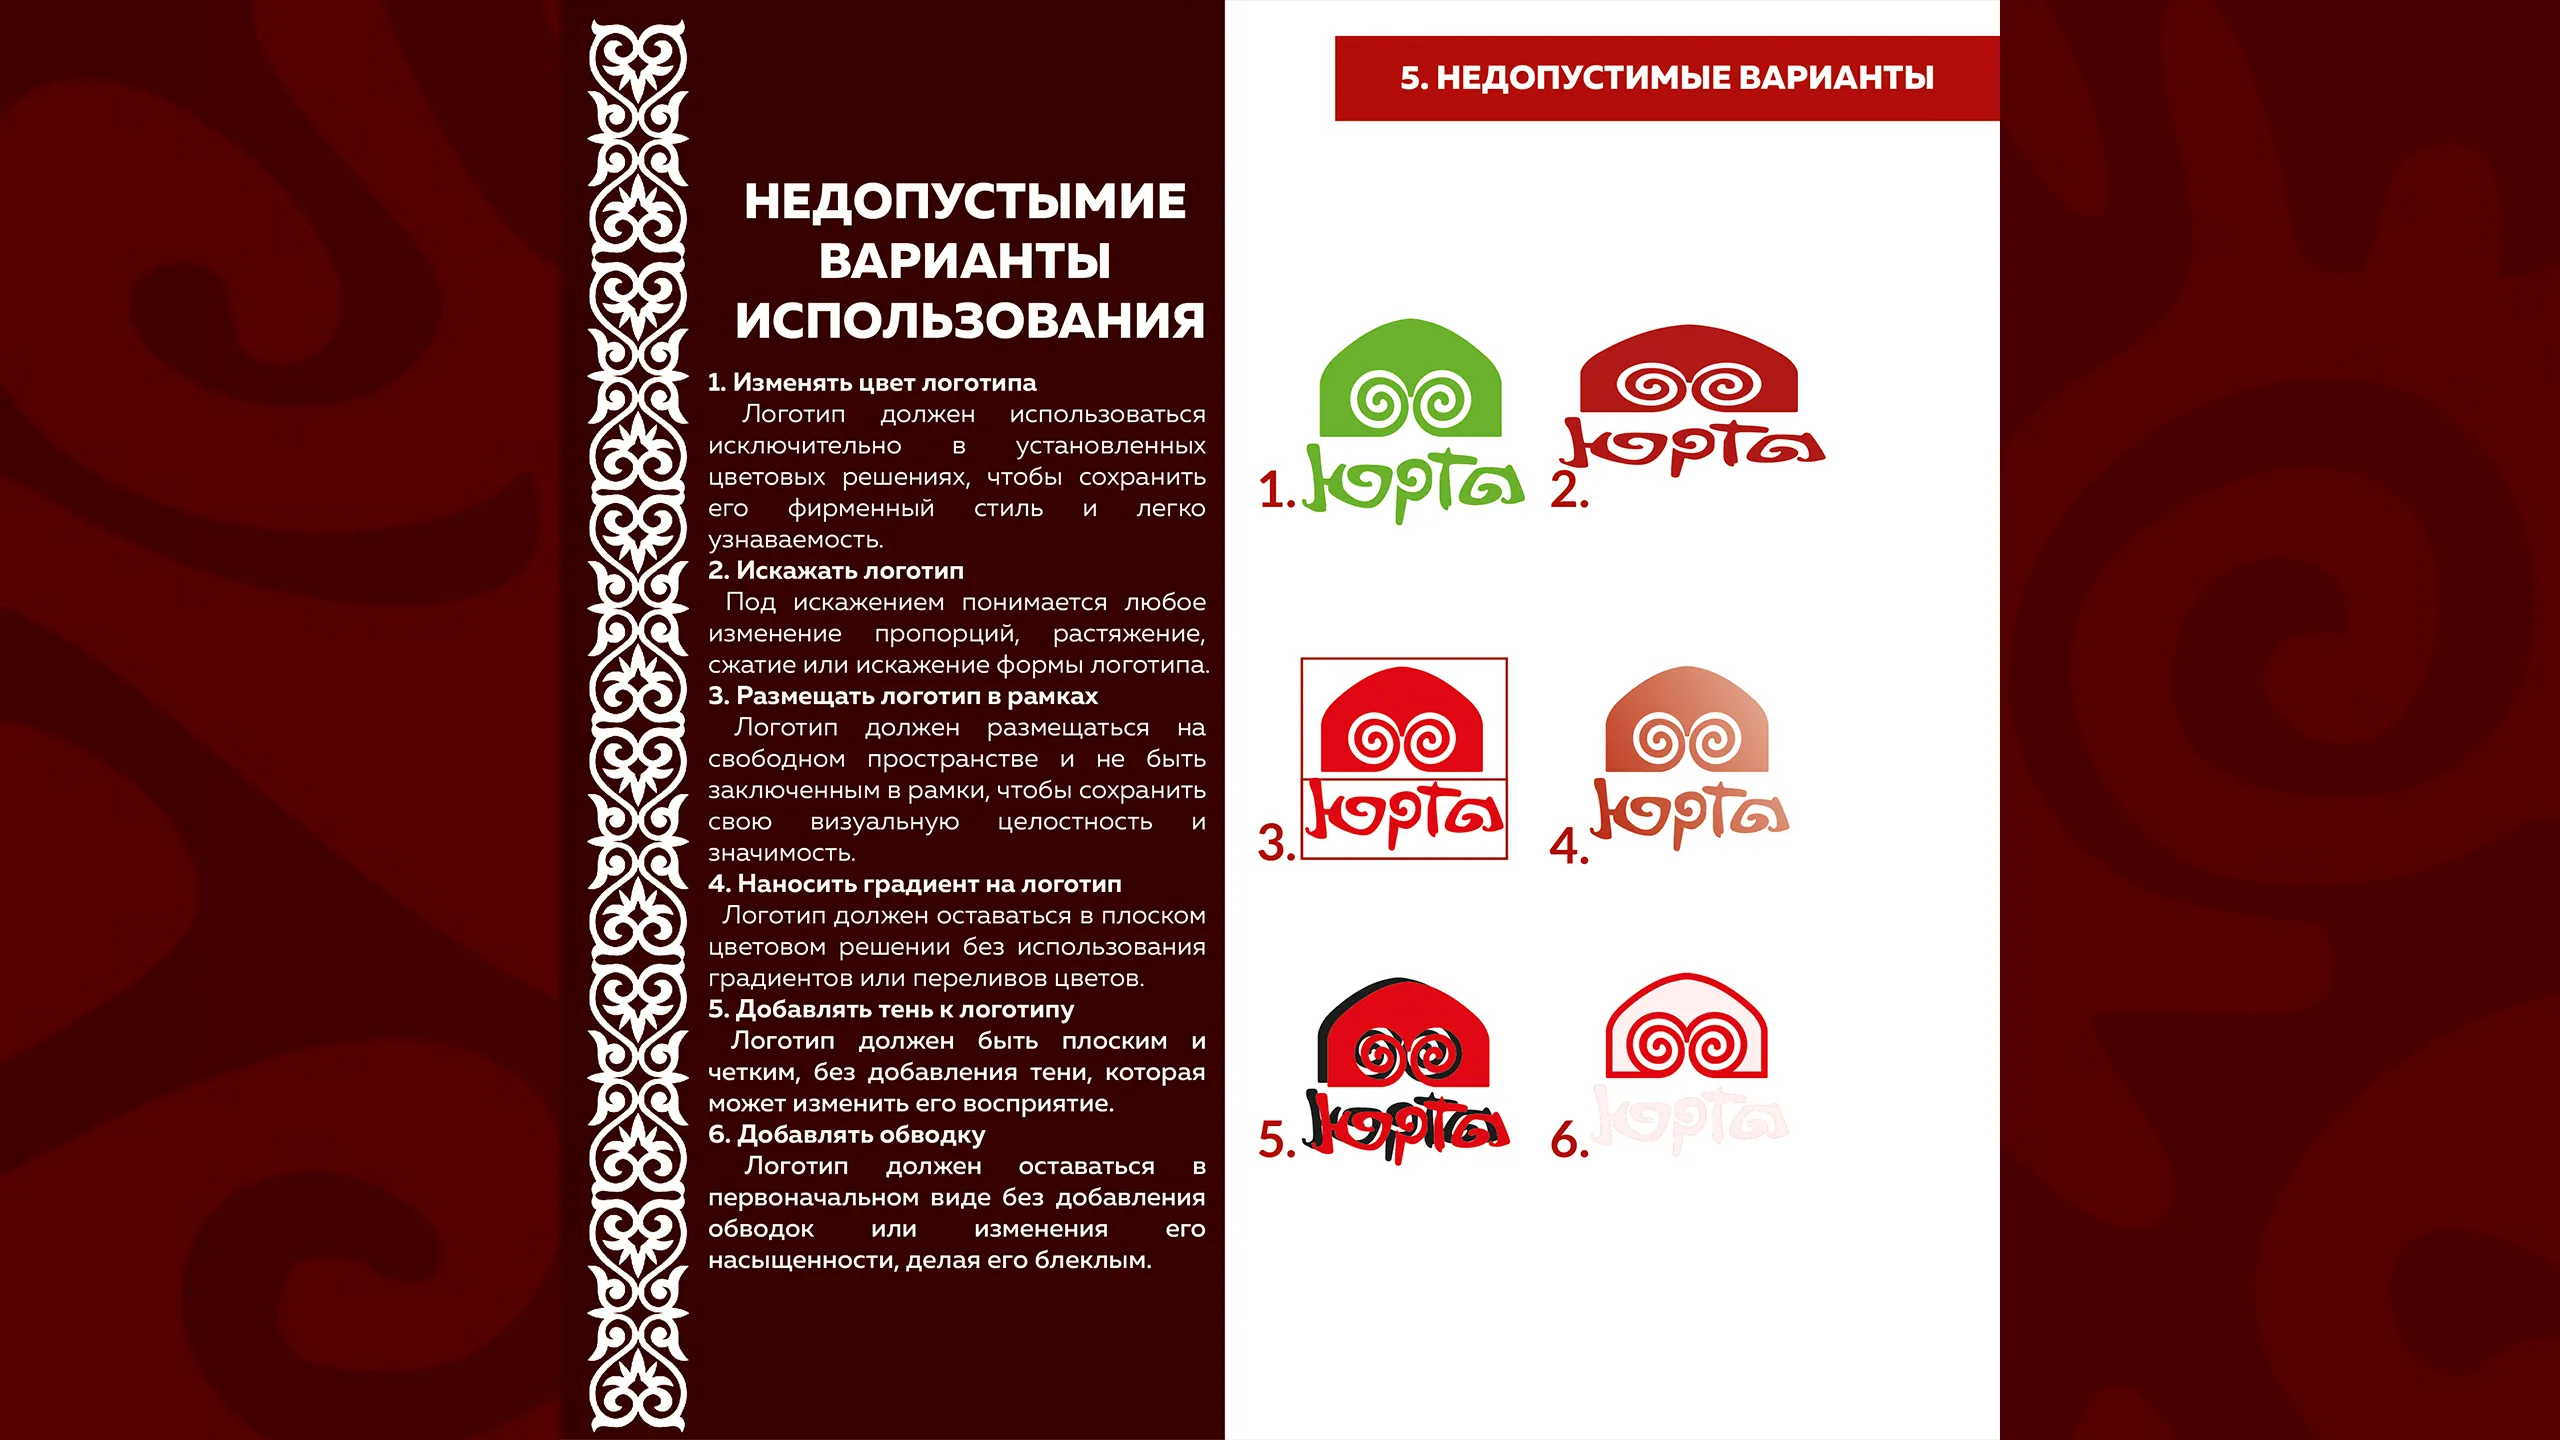 НЕДОПУСТЫМИЕ
ВАРИАНТЫ
ИСПОЛЬЗОВАНИЯ
1. Изменять цвет логотипа
Логотип должен использоваться
исключительно в установленных
цветовых решениях, чтобы сохранить
его фирменный стиль и легко
узнаваемость.
2. Искажать логотип
Под искажением понимается любое
изменение пропорций, растяжение,
сжатие или искажение формы логотипа.
3. Размещать логотип в рамках
Логотип должен размещаться на
свободном пространстве и не быть
заключенным в рамки, чтобы сохранить
свою визуальную целостность и
значимость.
4. Наносить градиент на логотип
Логотип должен оставаться в плоском
цветовом решении без использования
градиентов или переливов цветов.
5. Добавлять тень к логотипу
Логотип должен быть плоским и
четким, без добавления тени, которая
может изменить его восприятие.
6. Добавлять обводку
Логотип должен оставаться в
первоначальном виде без добавления
обводок или изменения его
насыщенности, делая его блеклым.
5. НЕДОПУСТИМЫЕ ВАРИАНТЫ
1. Юрта
2. Юрта
3. Юрта
4. Юрта
5. Юрта
6. Юрта